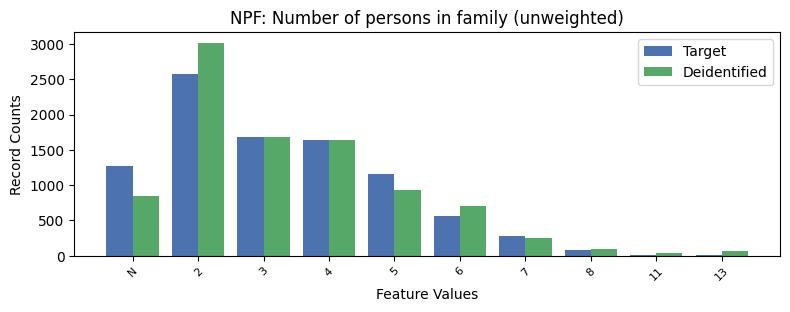 NPF: Number of persons in family (unweighted)
Target
Deidentified
Record Counts
3000
2500
2000
1500
1000
500
0
N 2 3 4 5 6 7 8 11 13
Feature Values